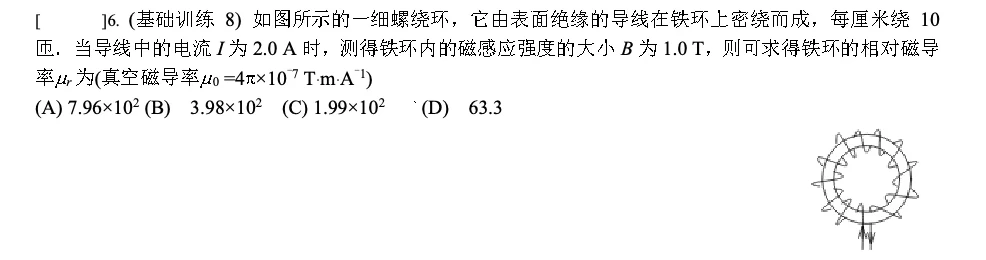 [ ]6. (基础训练 8) 如图所示的一细螺绕环，它由表面绝缘的导线在铁环上密绕而成，每厘米绕 10
匝．当导线中的电流 I 为 2.0 A 时，测得铁环内的磁感应强度的大小 B 为 1.0 T，则可求得铁环的相对磁导
率μr 为(真空磁导率μ0 =4π×10⁻⁷ T·m·A⁻¹)
(A) 7.96×10² (B) 3.98×10² (C) 1.99×10² (D) 63.3